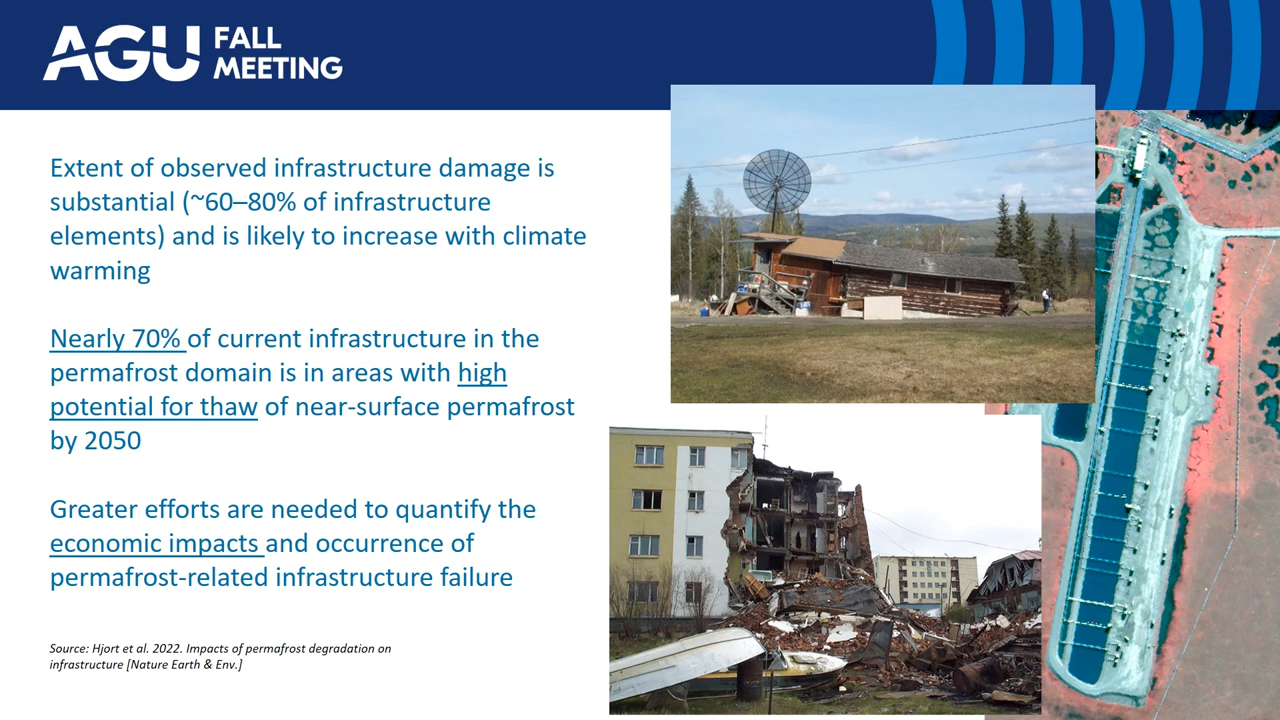 AGU FALL
MEETING
Extent of observed infrastructure damage is
substantial (~60–80% of infrastructure
elements) and is likely to increase with climate
warming
Nearly 70% of current infrastructure in the
permafrost domain is in areas with high
potential for thaw of near-surface permafrost
by 2050
Greater efforts are needed to quantify the
economic impacts and occurrence of
permafrost-related infrastructure failure
Source: Hjort et al. 2022. Impacts of permafrost degradation on
infrastructure [Nature Earth & Env.]